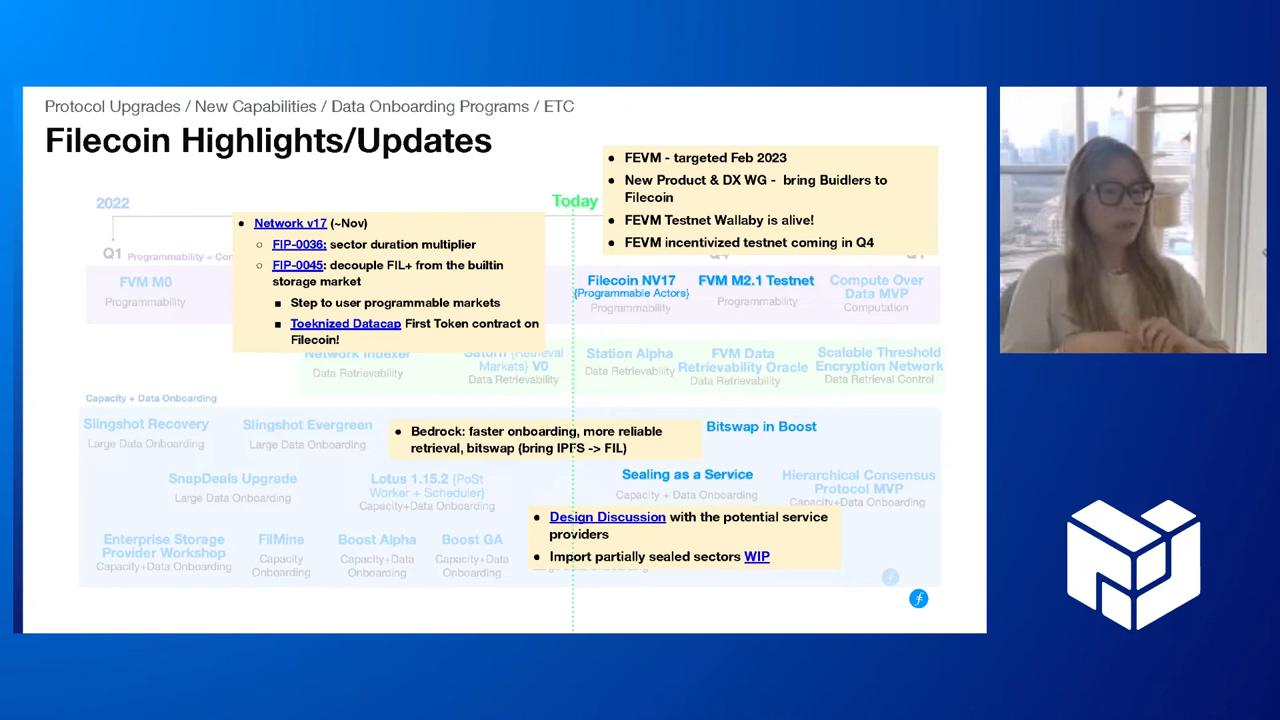 Protocol Upgrades / New Capabilities / Data Onboarding Programs / ETC
Filecoin Highlights/Updates
● FEVM - targeted Feb 2023
● New Product & DX WG - bring Buidlers to
Filecoin
● FEVM Testnet Wallaby is alive!
● FEVM incentivized testnet coming in Q4
2022
Today
● Network v17 (~Nov)
○ FIP-0036: sector duration multiplier
○ FIP-0045: decouple FIL+ from the builtin
storage market
■ Step to user programmable markets
■ Toeknized Datacap First Token contract on
Filecoin!
Q1
Programmability + Con
FVM M0
Programmability
Filecoin NV17
{Programmable Actors}
Programmability
FVM M2.1 Testnet
Programmability
Compute Over
Data MVP
Computation
Network Indexer
Data Retrievability
Saturn {Retrieval
Markets} V0
Data Retrievability
Station Alpha
Data Retrievability
FVM Data
Retrievability Oracle
Data Retrievability
Scalable Threshold
Encryption Network
Data Retrieval Control
Capacity + Data Onboarding
Slingshot Recovery
Large Data Onboarding
Slingshot Evergreen
Large Data Onboarding
● Bedrock: faster onboarding, more reliable
retrieval, bitswap (bring IPFS -> FIL)
Bitswap in Boost
SnapDeals Upgrade
Large Data Onboarding
Lotus 1.15.2 {PoSt
Worker + Scheduler}
Capacity+Data Onboarding
Sealing as a Service
Capacity + Data Onboarding
Hierarchical Consensus
Protocol MVP
Capacity+Data Onboarding
● Design Discussion with the potential service
providers
● Import partially sealed sectors WIP
Enterprise Storage
Provider Workshop
Capacity+Data Onboarding
FilMine
Capacity
Onboarding
Boost Alpha
Capacity+Data
Onboarding
Boost GA
Capacity+Data
Onboarding